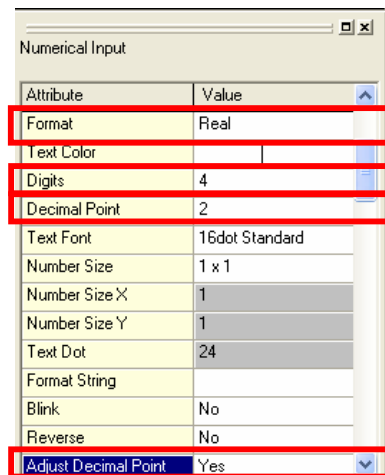 Numerical Input
Attribute Value
Format Real
Text Color
Digits 4
Decimal Point 2
Text Font 16dot Standard
Number Size 1 x 1
Number Size X 1
Number Size Y 1
Text Dot 24
Format String
Blink No
Reverse No
Adjust Decimal Point Yes